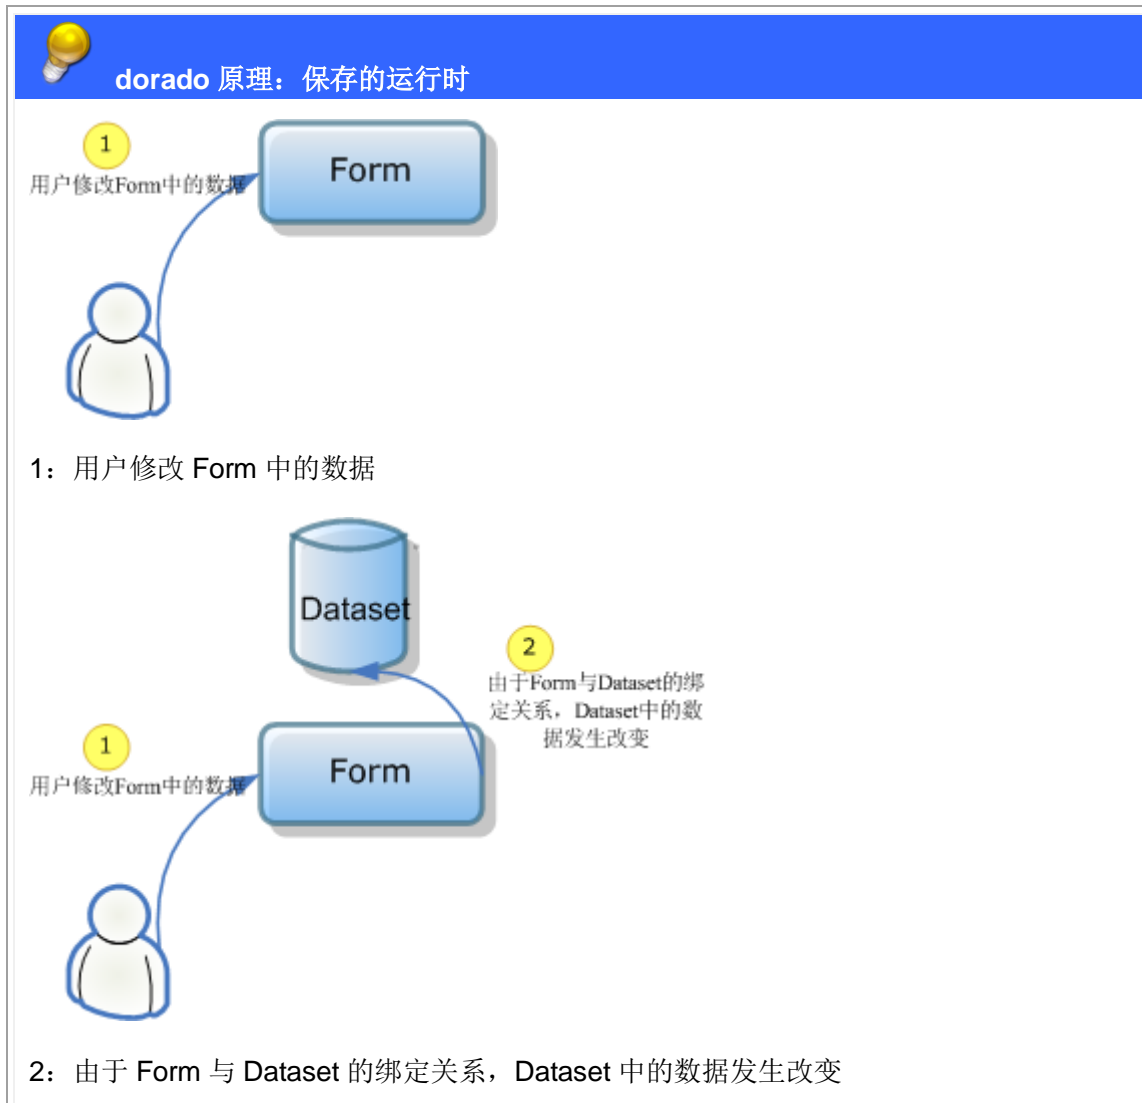 dorado 原理：保存的运行时
1
用户修改Form中的数据
Form
1：用户修改 Form 中的数据
Dataset
2
由于Form与Dataset的绑
定关系，Dataset中的数
据发生改变
1
用户修改Form中的数据
Form
2：由于 Form 与 Dataset 的绑定关系，Dataset 中的数据发生改变